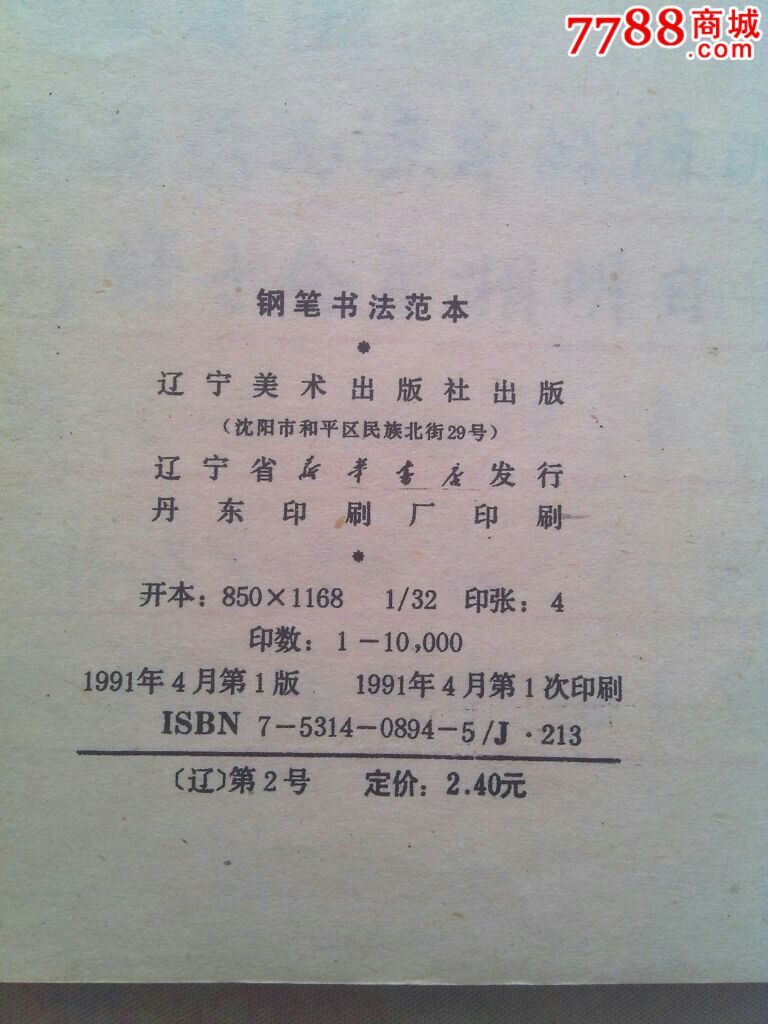 7788商城
.com
钢笔书法范本
辽宁美术出版社出版
（沈阳市和平区民族北街29号）
辽宁省新华书店发行
丹东印刷厂印刷
开本：850×1168 1/32 印张：4
印数：1－10,000
1991年4月第1版 1991年4月第1次印刷
ISBN 7－5314－0894－5/J·213
〔辽〕第2号 定价：2.40元